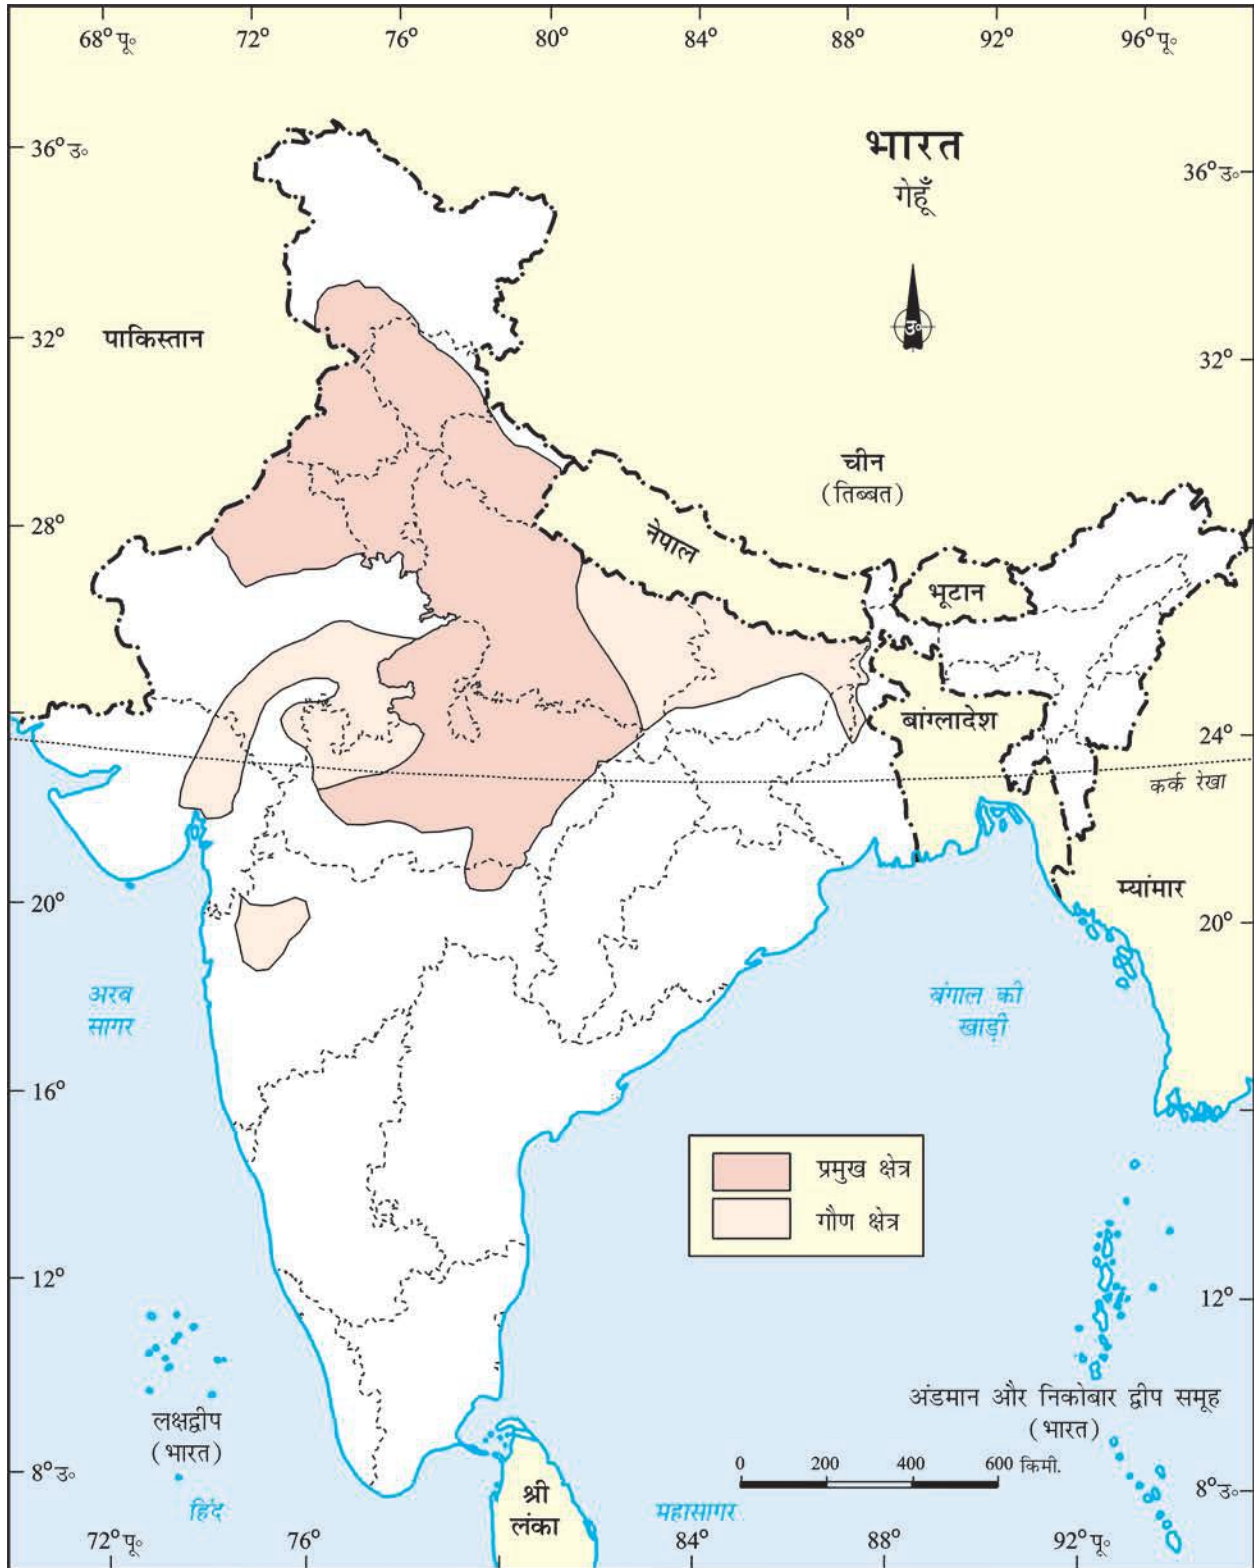 68° पू॰ 72° 76° 80° 84° 88° 92° 96° पू॰
36° उ॰
भारत
गेहूँ
36° उ॰
उ॰
32°
पाकिस्तान
32°
चीन
(तिब्बत)
28°
नेपाल
भूटान
बांग्लादेश
24°
कर्क रेखा
20°
म्यांमार
20°
अरब
सागर
बंगाल की
खाड़ी
16°
प्रमुख क्षेत्र
गौण क्षेत्र
12°
12°
अंडमान और निकोबार द्वीप समूह
(भारत)
लक्षद्वीप
(भारत)
0 200 400 600 किमी.
8° उ॰
8° उ॰
श्री
लंका
हिंद
महासागर
72° पू॰ 76° 84° 88° 92° पू॰